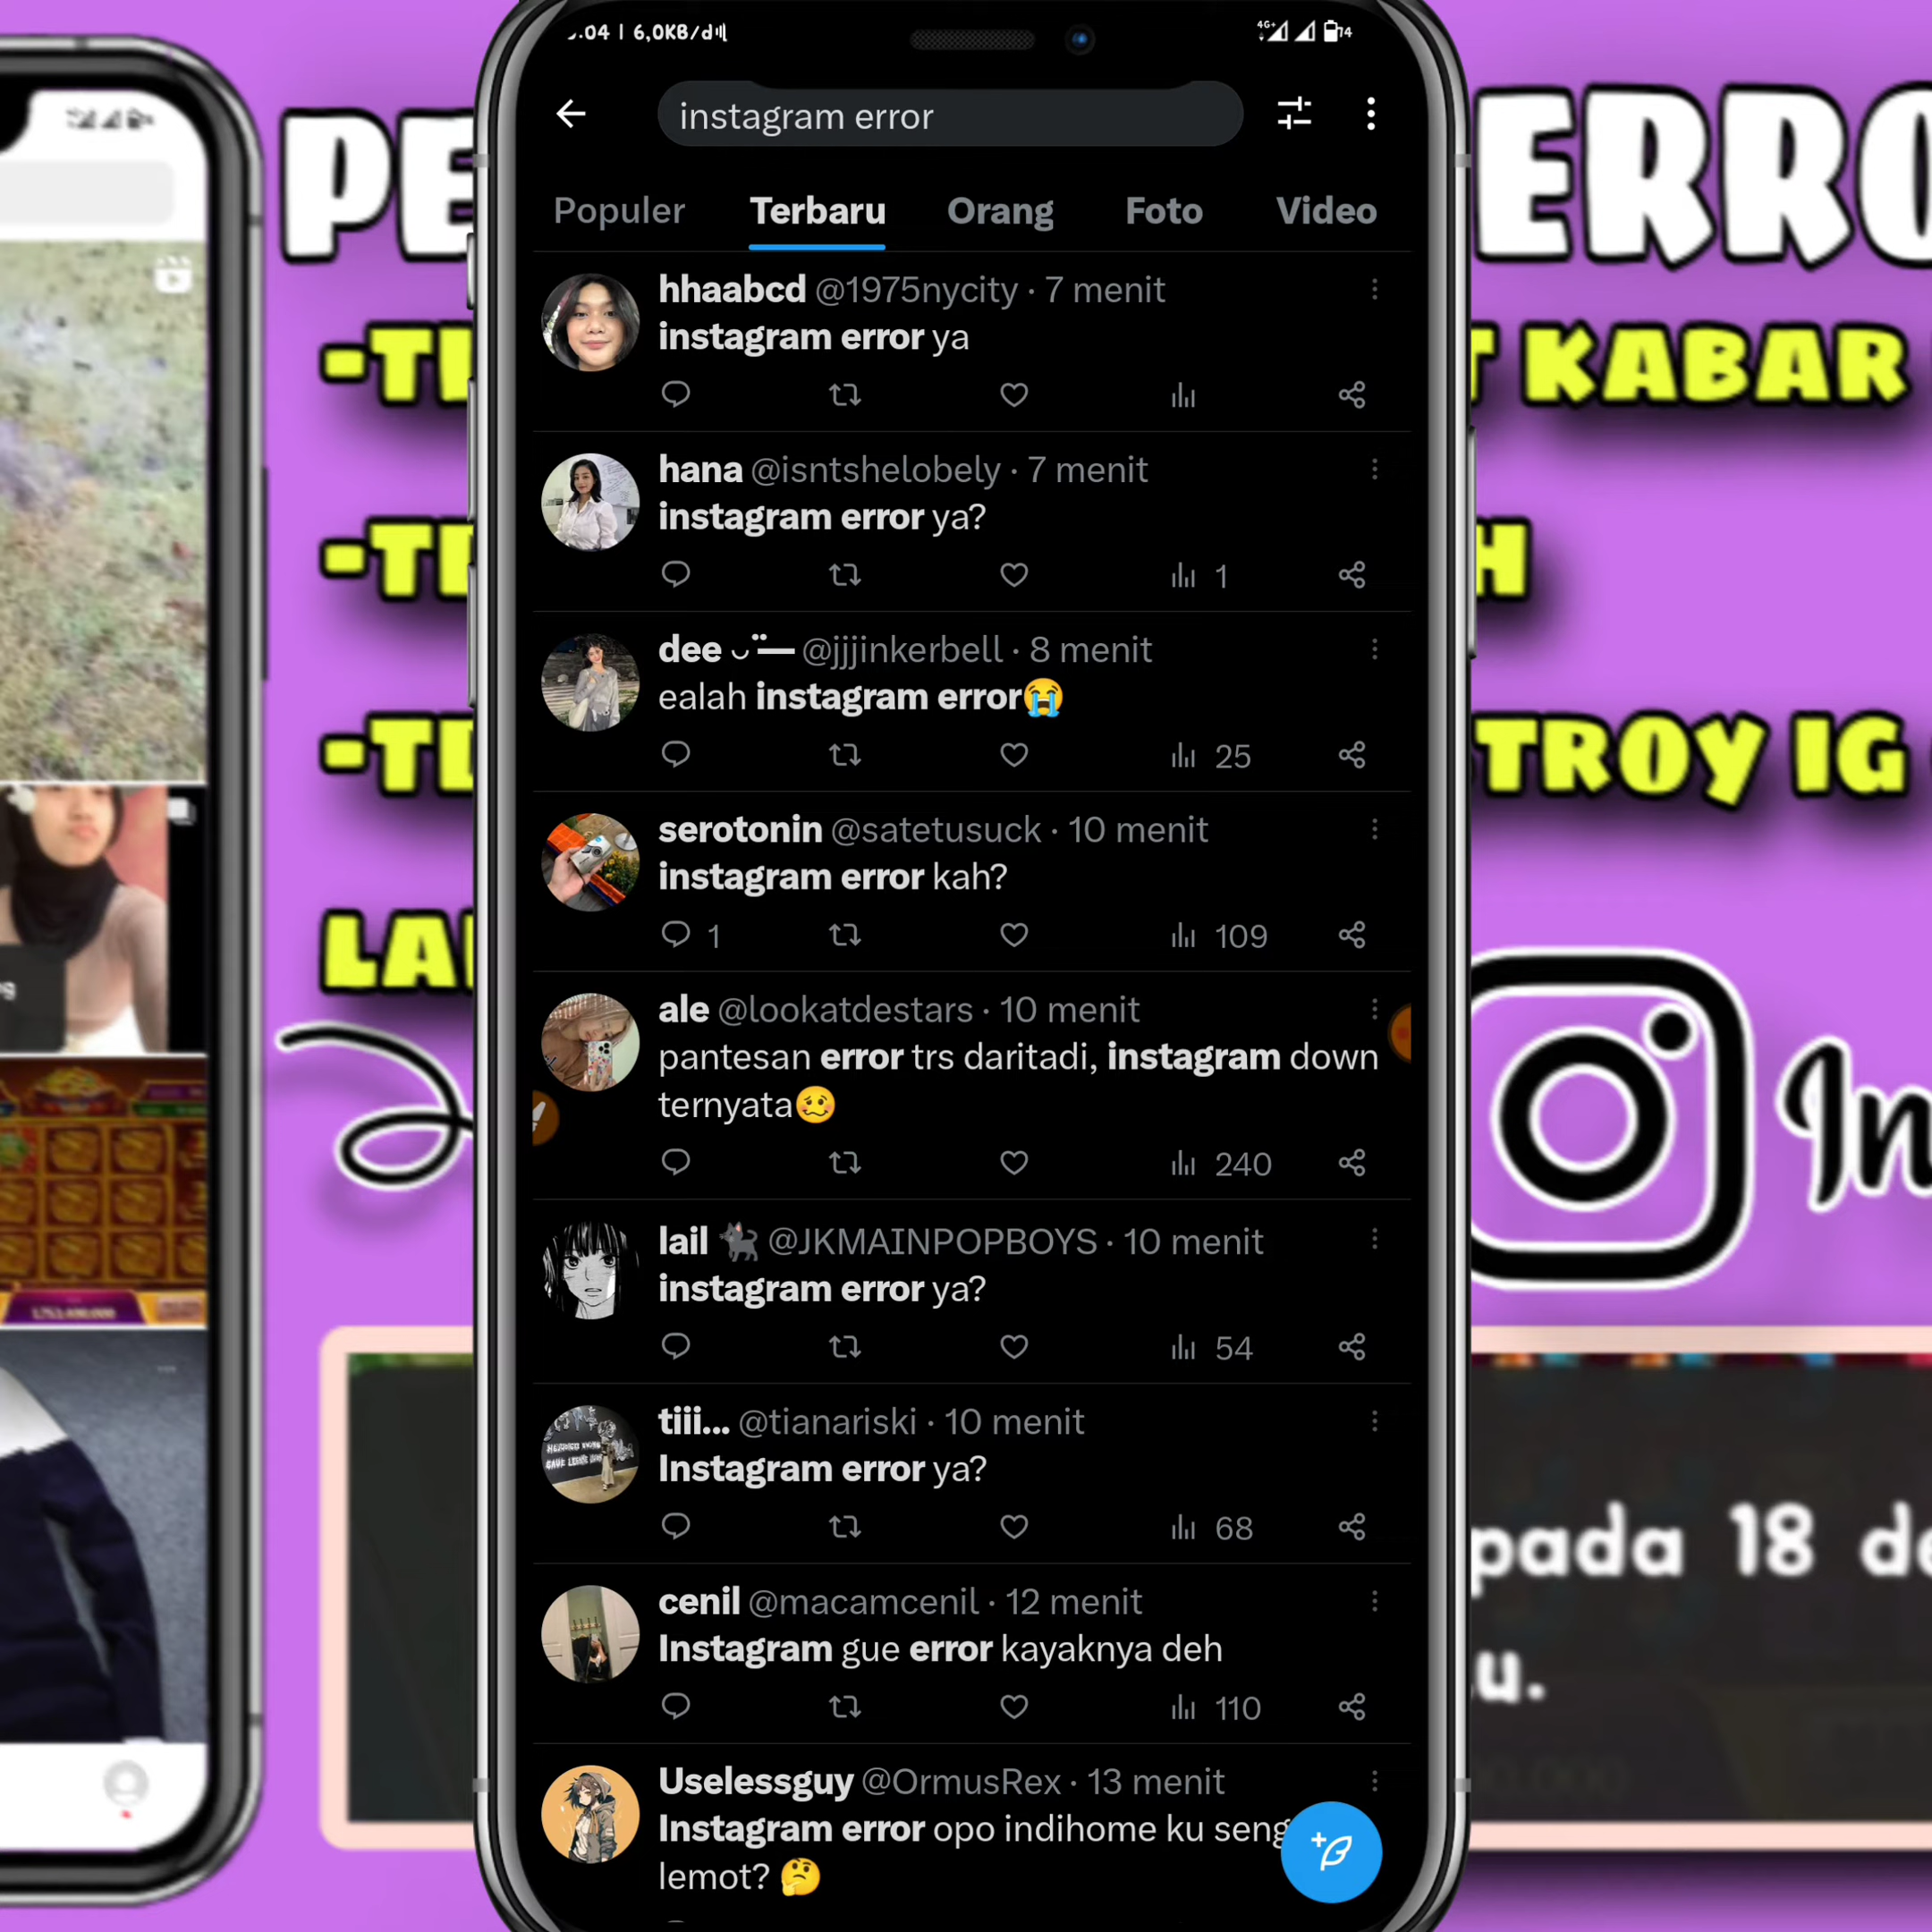 6,0KB/d
4G+
74
instagram error
Populer Terbaru Orang Foto Video
hhaabcd @1975nycity · 7 menit
instagram error ya
hana @isntshelobely · 7 menit
instagram error ya?
1
dee ᵕ̈— @jjjinkerbell · 8 menit
ealah instagram error😭
25
serotonin @satetusuck · 10 menit
instagram error kah?
1 109
ale @lookatdestars · 10 menit
pantesan error trs daritadi, instagram down
ternyata🥴
240
lail 🐈‍⬛ @JKMAINPOPBOYS · 10 menit
instagram error ya?
54
tiii... @tianariski · 10 menit
Instagram error ya?
68
cenil @macamcenil · 12 menit
Instagram gue error kayaknya deh
110
Uselessguy @OrmusRex · 13 menit
Instagram error opo indihome ku seng
lemot? 🤔
PE
ERRO
KABAR
TROY IG
In
pada 18 de
u.